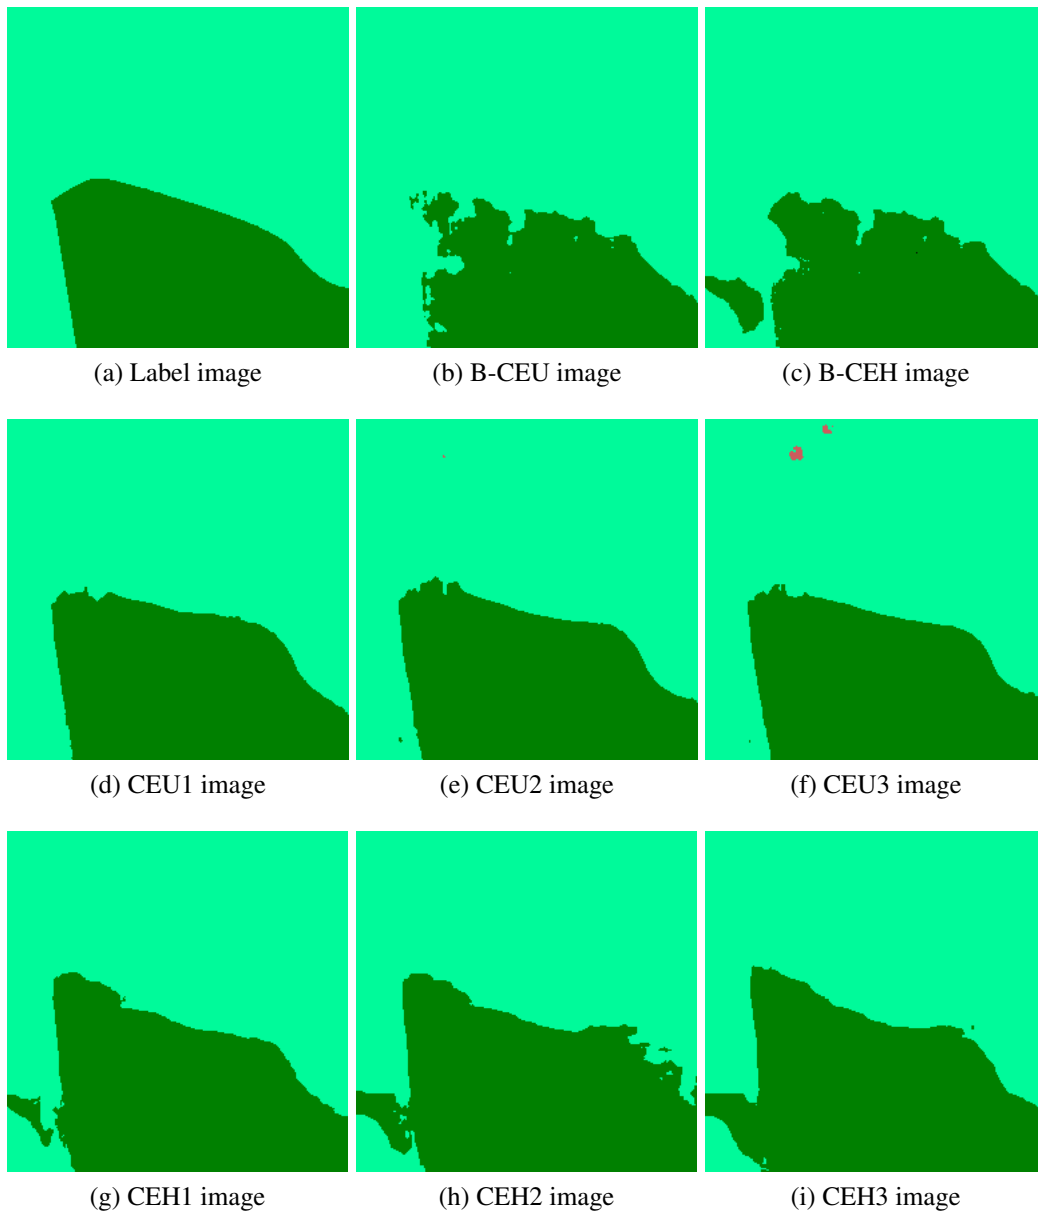 (a) Label image
(b) B-CEU image
(c) B-CEH image
(d) CEU1 image
(e) CEU2 image
(f) CEU3 image
(g) CEH1 image
(h) CEH2 image
(i) CEH3 image